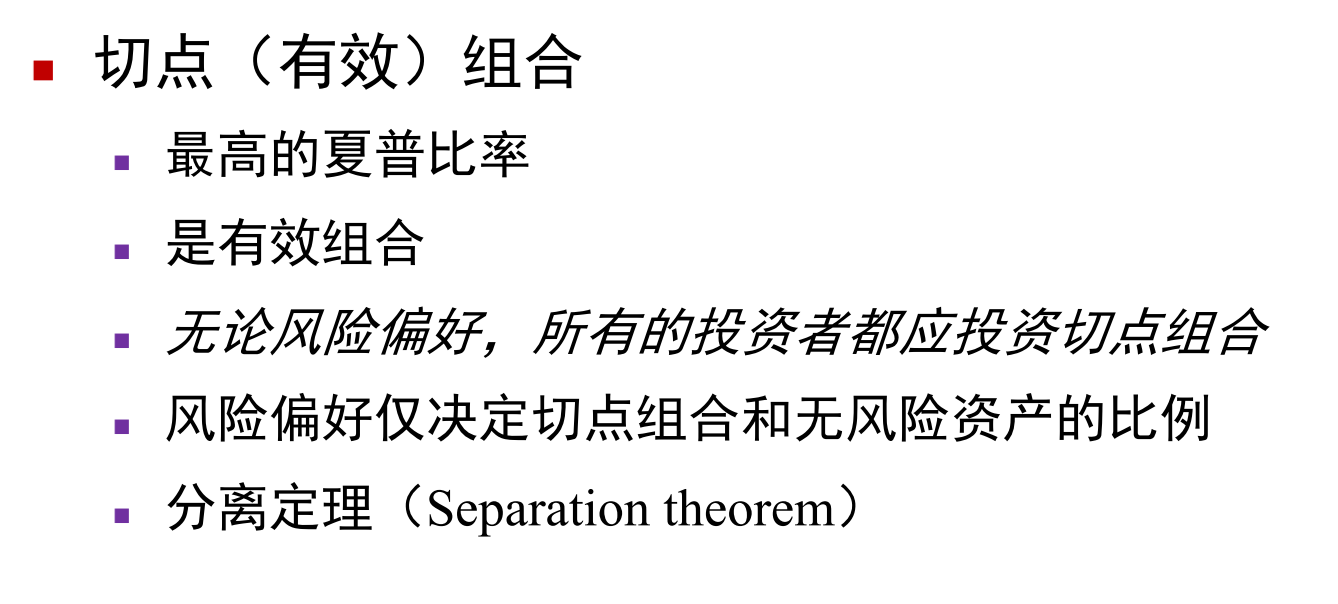 切点（有效）组合
最高的夏普比率
是有效组合
无论风险偏好，所有的投资者都应投资切点组合
风险偏好仅决定切点组合和无风险资产的比例
分离定理（Separation theorem）